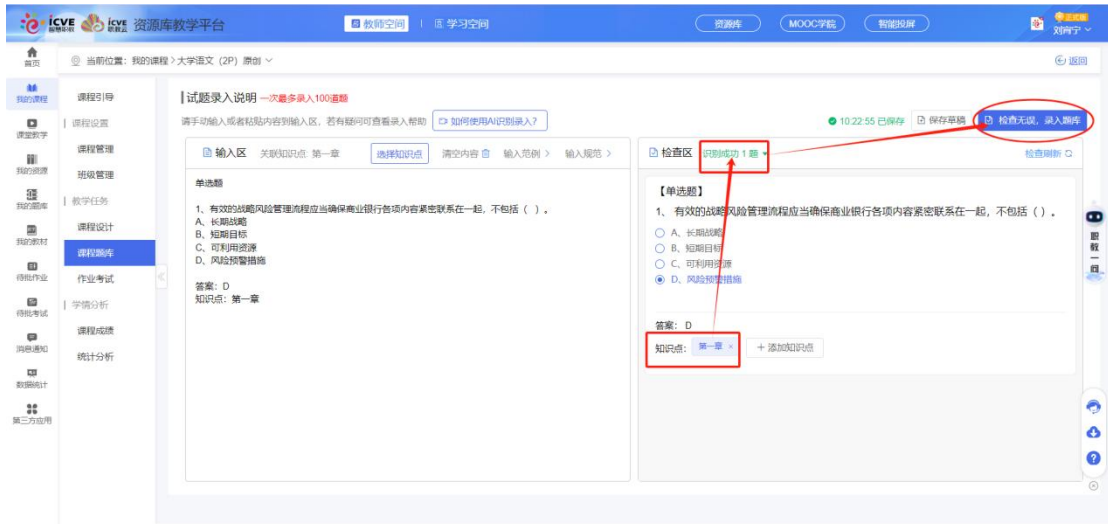 icve 智慧职教 icve 职教云 资源库教学平台 教师空间 | 学习空间 资源库 MOOC学院 智能投屏 正式版 刘肖宁
首页 当前位置：我的课程 > 大学语文（2P）原创 返回
我的课程
课堂教学
我的资源
我的题库
我的教材
待批作业
待批考试
消息通知
数据统计
第三方应用
课程引导
课程设置
课程管理
班级管理
教学任务
课程设计
课程题库
作业考试
学情分析
课程成绩
统计分析
试题录入说明 一次最多录入100道题
请手动输入或者粘贴内容到输入区，若有疑问可查看录入帮助 如何使用AI识别录入？ 10:22:55 已保存 保存草稿 检查无误，录入题库
输入区 关联知识点：第一章 选择知识点 清空内容 输入范例 > 输入规范 >
单选题
1、有效的战略风险管理流程应当确保商业银行各项内容紧密联系在一起，不包括（ ）。
A、长期战略
B、短期目标
C、可利用资源
D、风险预警措施
答案：D
知识点：第一章
检查区 识别成功 1 题 检查刷新
【单选题】
1、 有效的战略风险管理流程应当确保商业银行各项内容紧密联系在一起，不包括（ ）.
A、长期战略
B、短期目标
C、可利用资源
D、风险预警措施
答案： D
知识点： 第一章 × + 添加知识点
职教一问